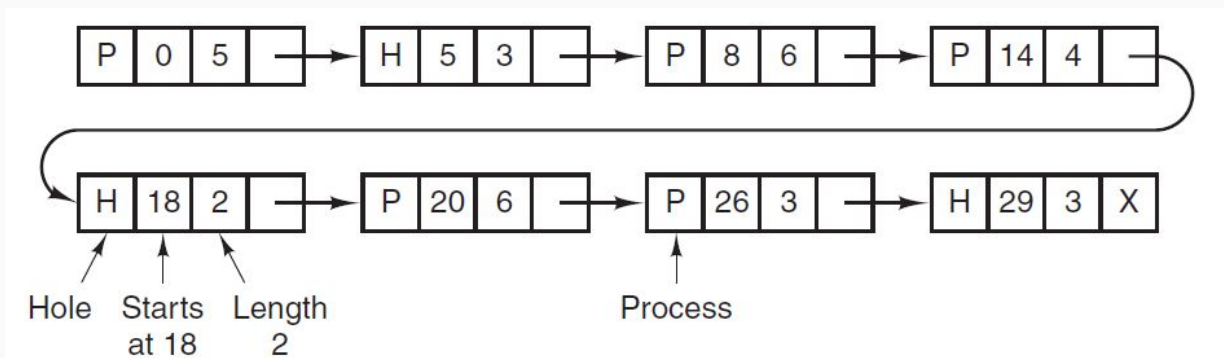 P 0 5 H 5 3 P 8 6 P 14 4
H 18 2 P 20 6 P 26 3 H 29 3 X
Hole Starts Length Process
at 18 2